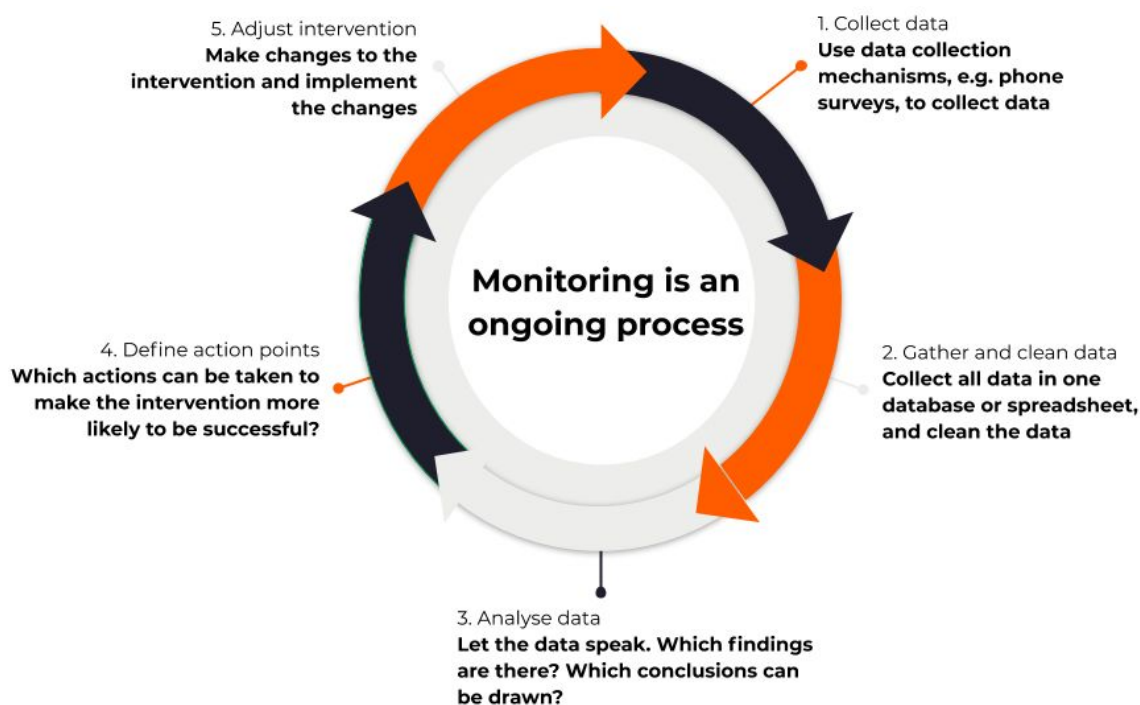 1. Collect data
Use data collection
mechanisms, e.g. phone
surveys, to collect data
2. Gather and clean data
Collect all data in one
database or spreadsheet,
and clean the data
3. Analyse data
Let the data speak. Which findings
are there? Which conclusions can
be drawn?
4. Define action points
Which actions can be taken to
make the intervention more
likely to be successful?
5. Adjust intervention
Make changes to the
intervention and implement
the changes
Monitoring is an
ongoing process